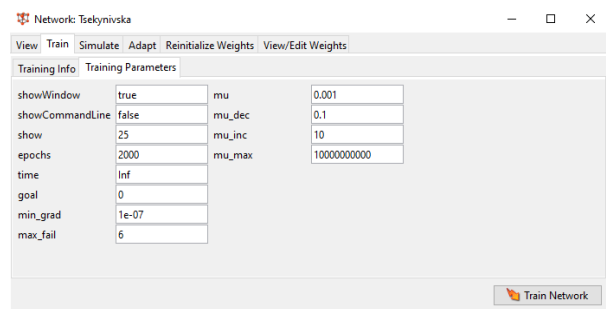 Network: Tsekynivska
View Train Simulate Adapt Reinitialize Weights View/Edit Weights
Training Info Training Parameters
showWindow true mu 0.001
showCommandLine false mu_dec 0.1
show 25 mu_inc 10
epochs 2000 mu_max 10000000000
time Inf
goal 0
min_grad 1e-07
max_fail 6
Train Network